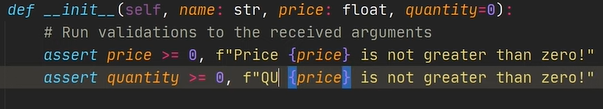 def __init__(self, name: str, price: float, quantity=0):
    # Run validations to the received arguments
    assert price >= 0, f"Price {price} is not greater than zero!"
    assert quantity >= 0, f"QU {price} is not greater than zero!"